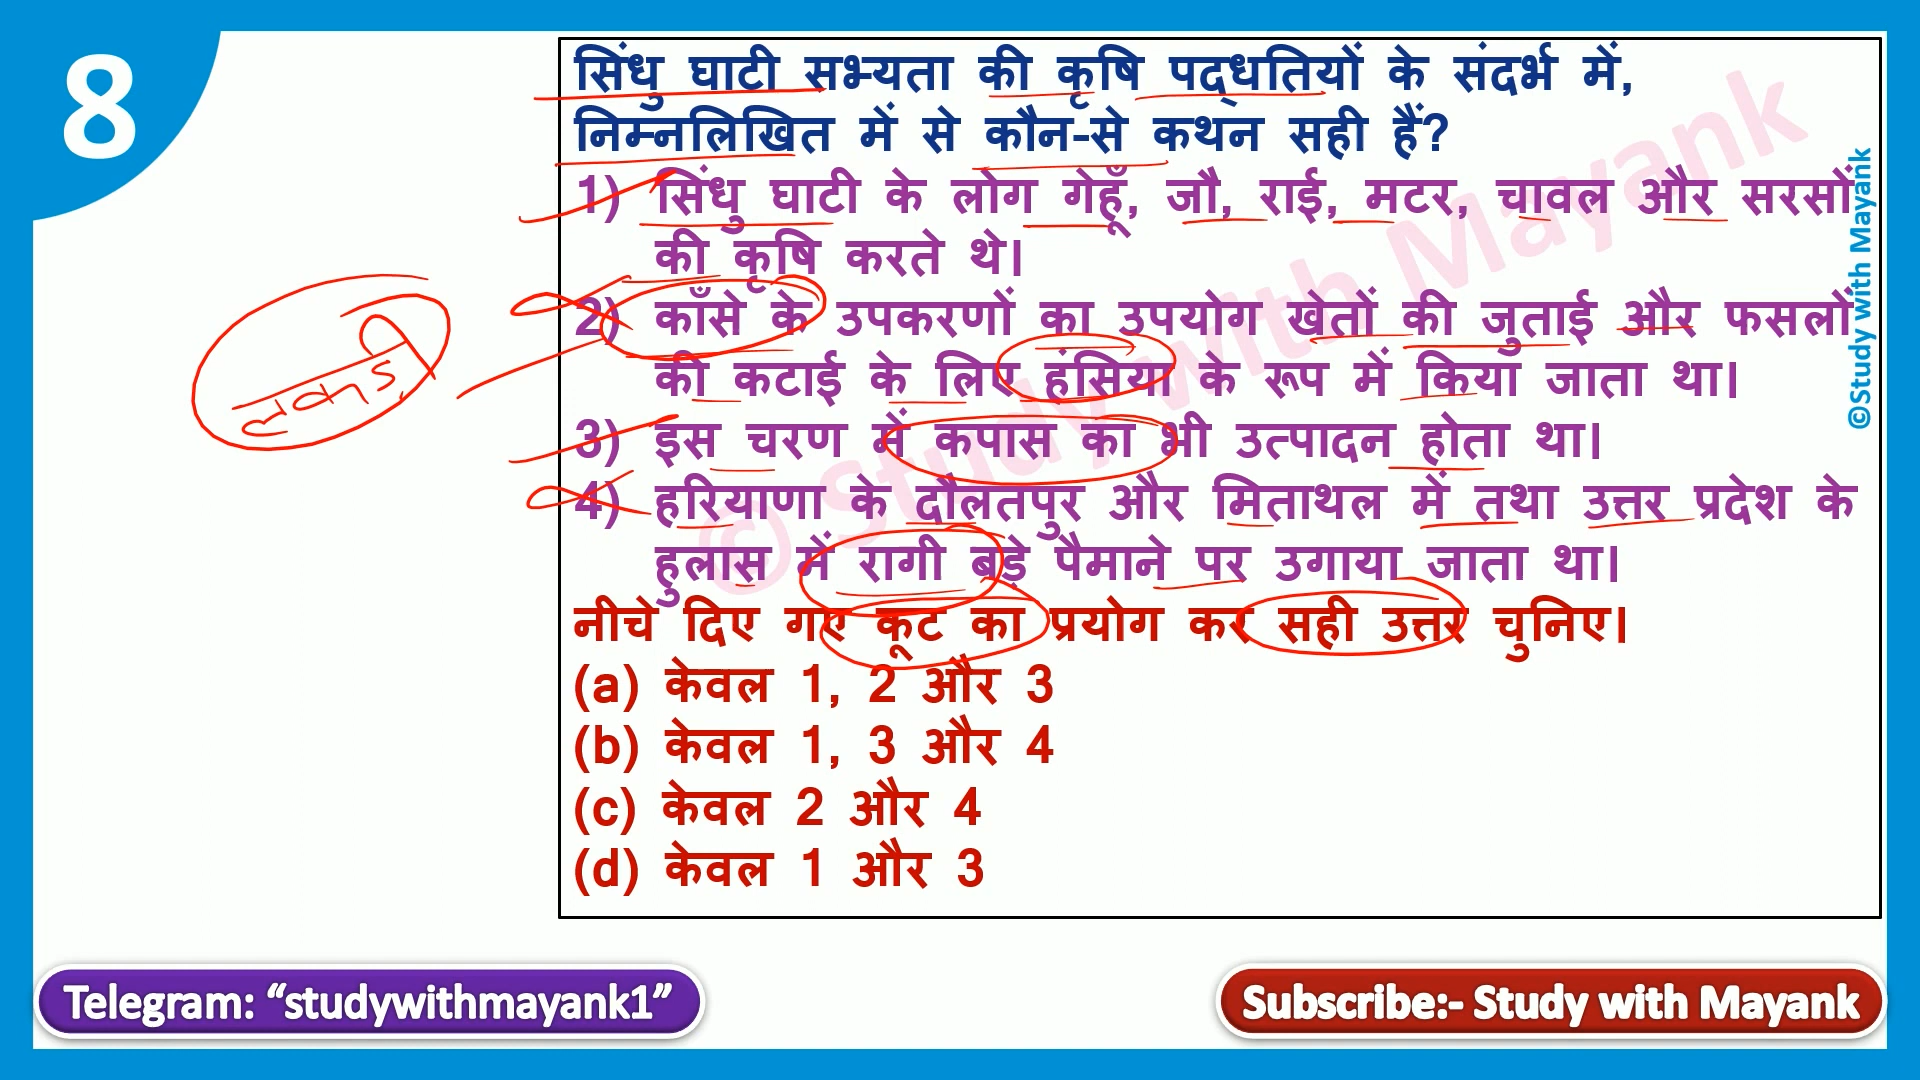 8
सिंधु घाटी सभ्यता की कृषि पद्धतियों के संदर्भ में,
निम्नलिखित में से कौन-से कथन सही हैं?
1) सिंधु घाटी के लोग गेहूँ, जौ, राई, मटर, चावल और सरसों
की कृषि करते थे।
2) काँसे के उपकरणों का उपयोग खेतों की जुताई और फसलों
की कटाई के लिए हंसिया के रूप में किया जाता था।
3) इस चरण में कपास का भी उत्पादन होता था।
4) हरियाणा के दौलतपुर और मिताथल में तथा उत्तर प्रदेश के
हुलास में रागी बड़े पैमाने पर उगाया जाता था।
नीचे दिए गए कूट का प्रयोग कर सही उत्तर चुनिए।
(a) केवल 1, 2 और 3
(b) केवल 1, 3 और 4
(c) केवल 2 और 4
(d) केवल 1 और 3
© Study with Mayank
©Study with Mayank
Telegram: “studywithmayank1”
Subscribe:- Study with Mayank